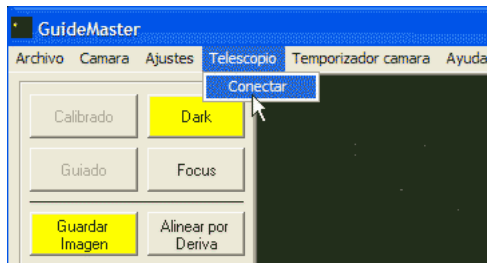 GuideMaster
Archivo Camara Ajustes Telescopio Temporizador camara Ayuda
Conectar
Calibrado Dark
Guiado Focus
Guardar Alinear por
Imagen Deriva